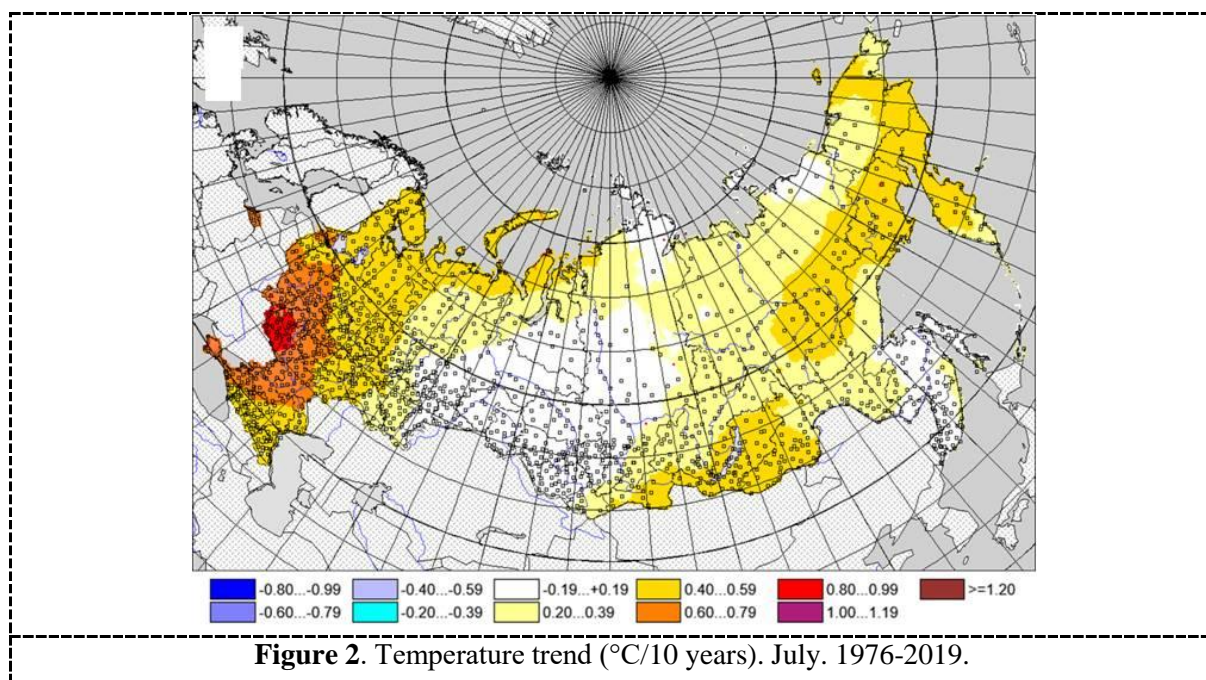 -0.80...-0.99 -0.40...-0.59 -0.19...+0.19 0.40...0.59 0.80...0.99 >=1.20
-0.60...-0.79 -0.20...-0.39 0.20...0.39 0.60...0.79 1.00...1.19
Figure 2. Temperature trend (°C/10 years). July. 1976-2019.